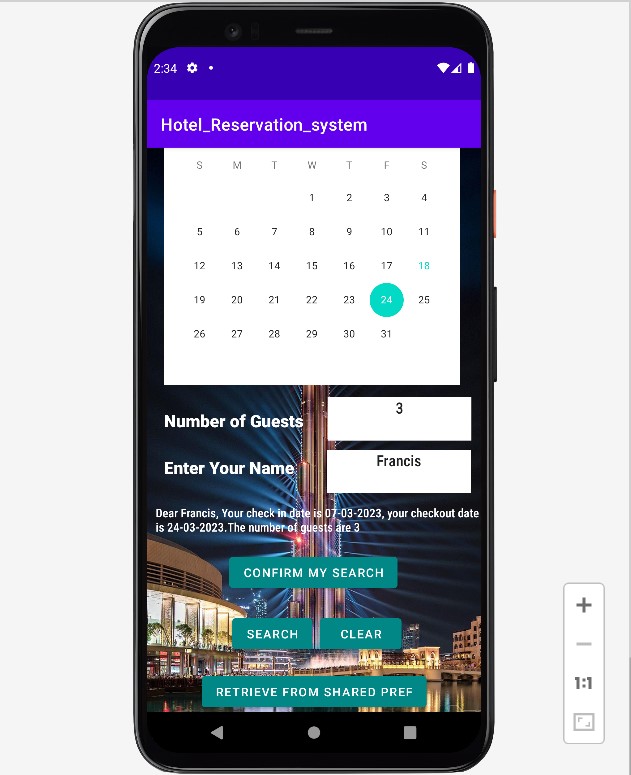 2:34
Hotel_Reservation_system
S M T W T F S
1 2 3 4
5 6 7 8 9 10 11
12 13 14 15 16 17 18
19 20 21 22 23 24 25
26 27 28 29 30 31
Number of Guests 3
Enter Your Name Francis
Dear Francis, Your check in date is 07-03-2023, your checkout date
is 24-03-2023.The number of guests are 3
CONFIRM MY SEARCH
SEARCH CLEAR
RETRIEVE FROM SHARED PREF
1:1